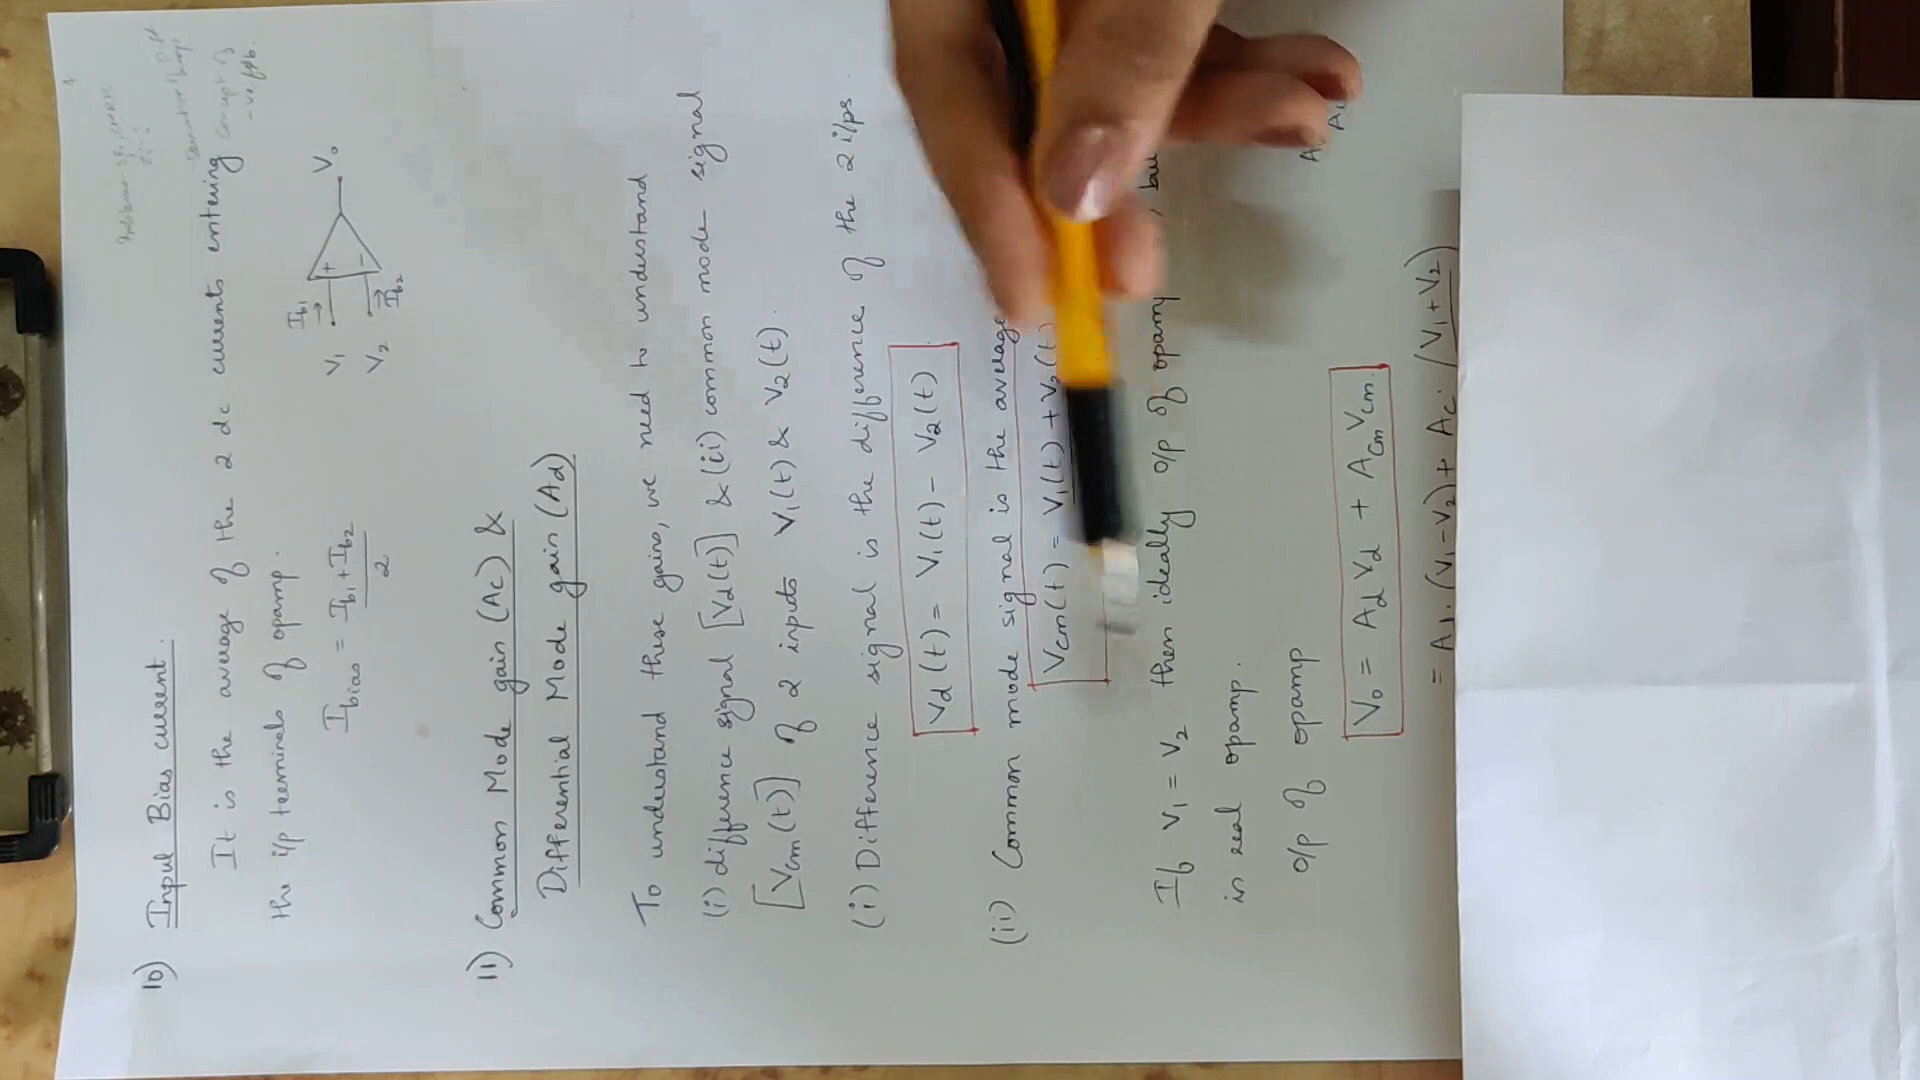 10) Input Bias current.
It is the average of the 2 dc currents entering
the i/p terminals of opamp.
Ibias = Ib1 + Ib2
2
V1
V2
Ib1
Ib2
+
-
Vo
11) Common Mode gain (Ac) &
Differential Mode gain (Ad)
To understand these gains, we need to understand
(i) difference signal [Vd(t)] & (ii) common mode signal
[Vcm(t)] of 2 inputs V1(t) & V2(t).
(i) Difference signal is the difference of the 2 i/ps.
Vd(t) = V1(t) - V2(t)
(ii) Common mode signal is the average
Vcm(t) = V1(t) + V2(t)
If V1 = V2 then ideally o/p of opamp
in real opamp.
o/p of opamp
Vo = Ad Vd + Acm Vcm.
= Ad.(V1-V2) + Ac. (V1+V2)